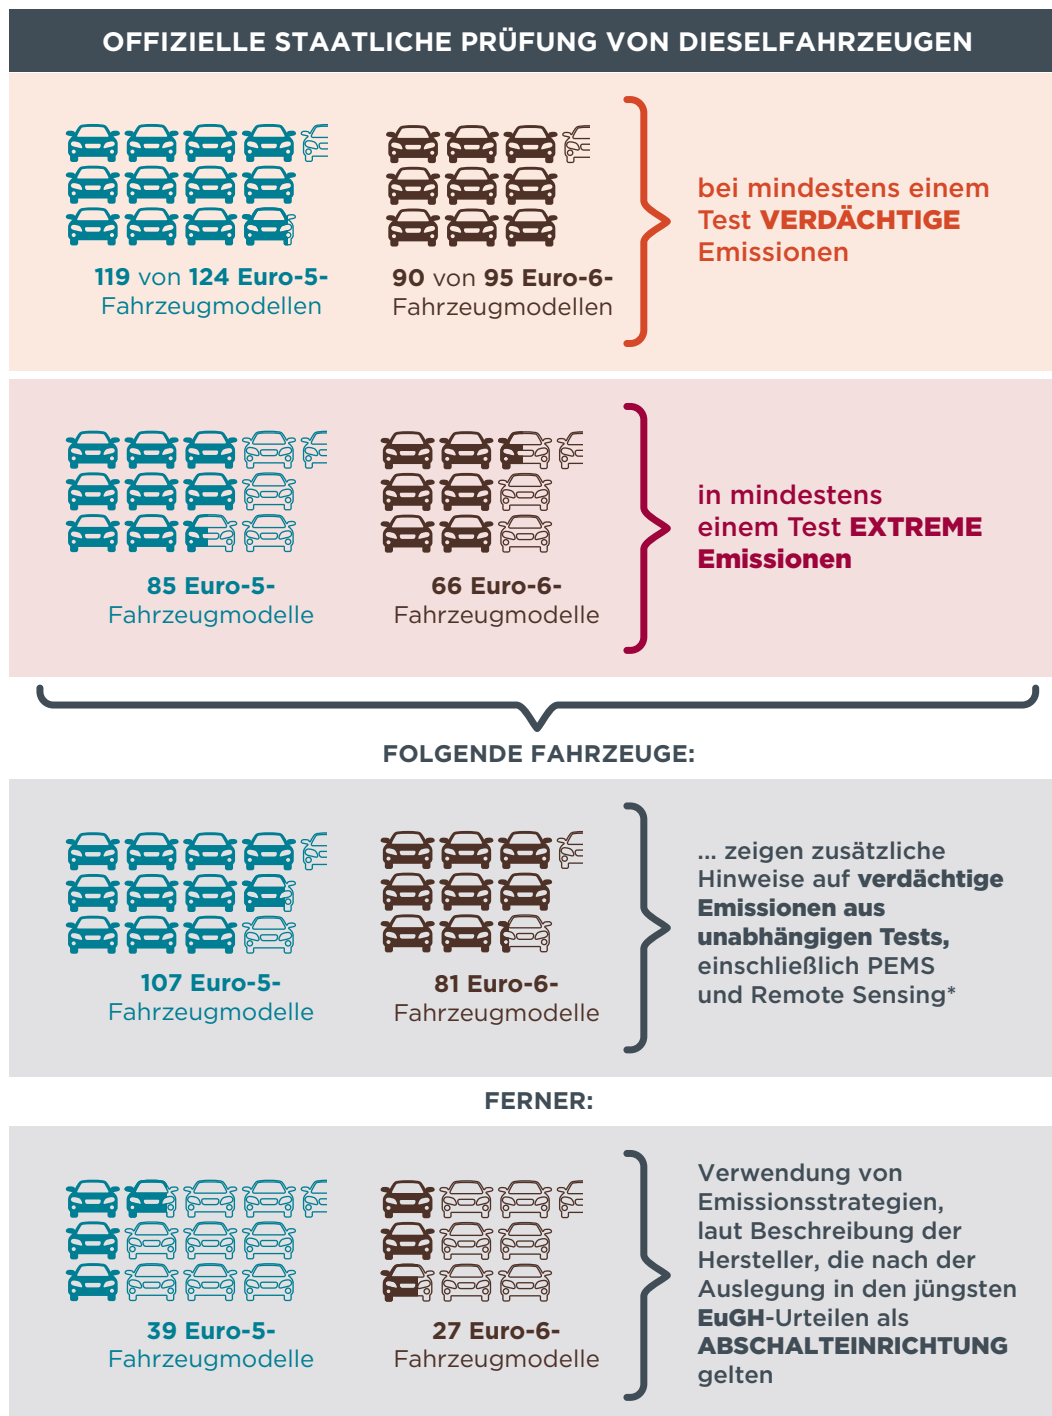 OFFIZIELLE STAATLICHE PRÜFUNG VON DIESELFAHRZEUGEN
119 von 124 Euro-5-
Fahrzeugmodellen
90 von 95 Euro-6-
Fahrzeugmodellen
bei mindestens einem
Test VERDÄCHTIGE
Emissionen
85 Euro-5-
Fahrzeugmodelle
66 Euro-6-
Fahrzeugmodelle
in mindestens
einem Test EXTREME
Emissionen
FOLGENDE FAHRZEUGE:
107 Euro-5-
Fahrzeugmodelle
81 Euro-6-
Fahrzeugmodelle
... zeigen zusätzliche
Hinweise auf verdächtige
Emissionen aus
unabhängigen Tests,
einschließlich PEMS
und Remote Sensing*
FERNER:
39 Euro-5-
Fahrzeugmodelle
27 Euro-6-
Fahrzeugmodelle
Verwendung von
Emissionsstrategien,
laut Beschreibung der
Hersteller, die nach der
Auslegung in den jüngsten
EuGH-Urteilen als
ABSCHALTEINRICHTUNG
gelten